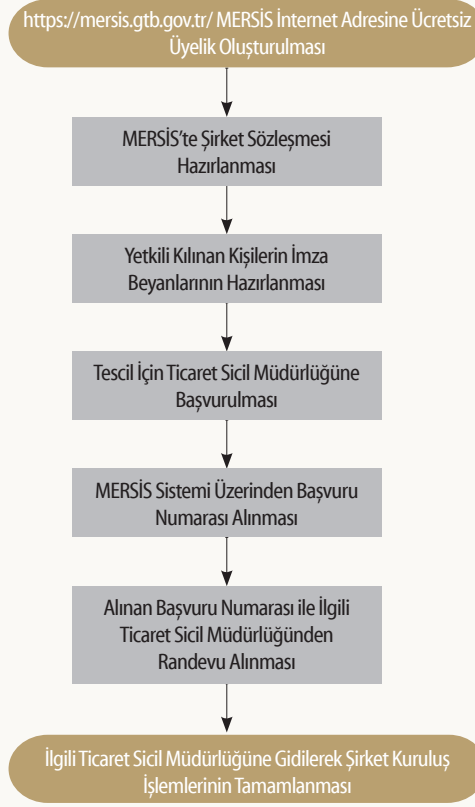 https://mersis.gtb.gov.tr/ MERSİS İnternet Adresine Ücretsiz
Üyelik Oluşturulması
MERSİS’te Şirket Sözleşmesi
Hazırlanması
Yetkili Kılınan Kişilerin İmza
Beyanlarının Hazırlanması
Tescil İçin Ticaret Sicil Müdürlüğüne
Başvurulması
MERSİS Sistemi Üzerinden Başvuru
Numarası Alınması
Alınan Başvuru Numarası ile İlgili
Ticaret Sicil Müdürlüğünden
Randevu Alınması
İlgili Ticaret Sicil Müdürlüğüne Gidilerek Şirket Kuruluş
İşlemlerinin Tamamlanması